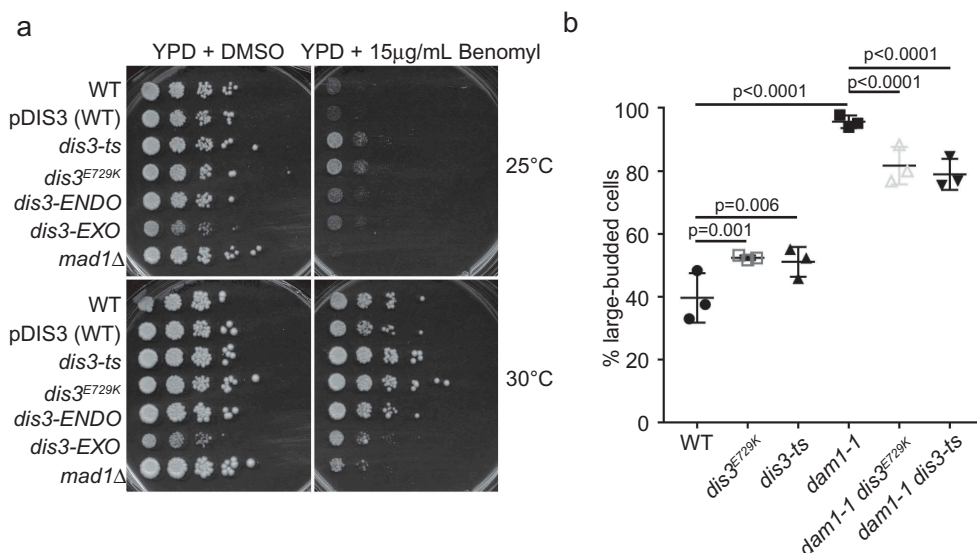 a
YPD + DMSO
YPD + 15μg/mL Benomyl
WT
pDIS3 (WT)
dis3-ts
dis3E729K
dis3-ENDO
dis3-EXO
mad1Δ
25°C
WT
pDIS3 (WT)
dis3-ts
dis3E729K
dis3-ENDO
dis3-EXO
mad1Δ
30°C
b
p<0.0001
p<0.0001
p<0.0001
p=0.006
p=0.001
% large-budded cells
100
80
60
40
20
0
WT
dis3E729K
dis3-ts
dam1-1
dam1-1 dis3E729K
dam1-1 dis3-ts